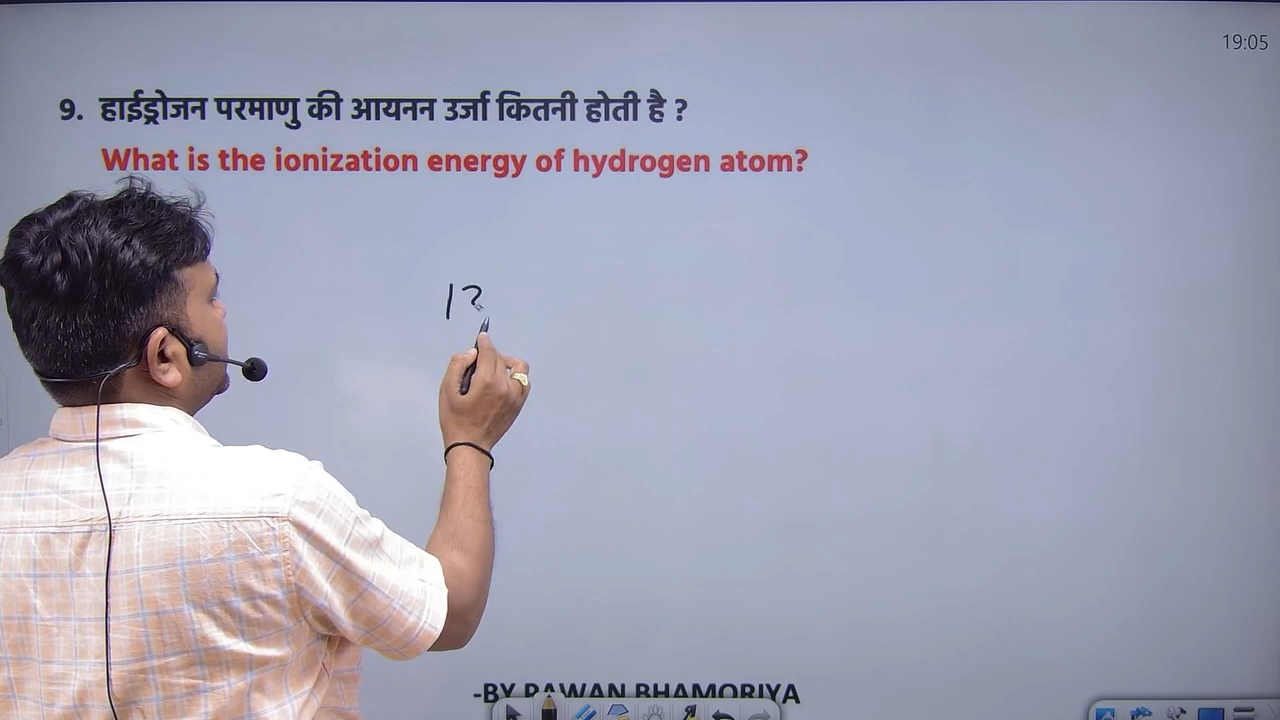 19:05
9. हाईड्रोजन परमाणु की आयनन उर्जा कितनी होती है ?
What is the ionization energy of hydrogen atom?
-BY PAWAN BHAMORIYA